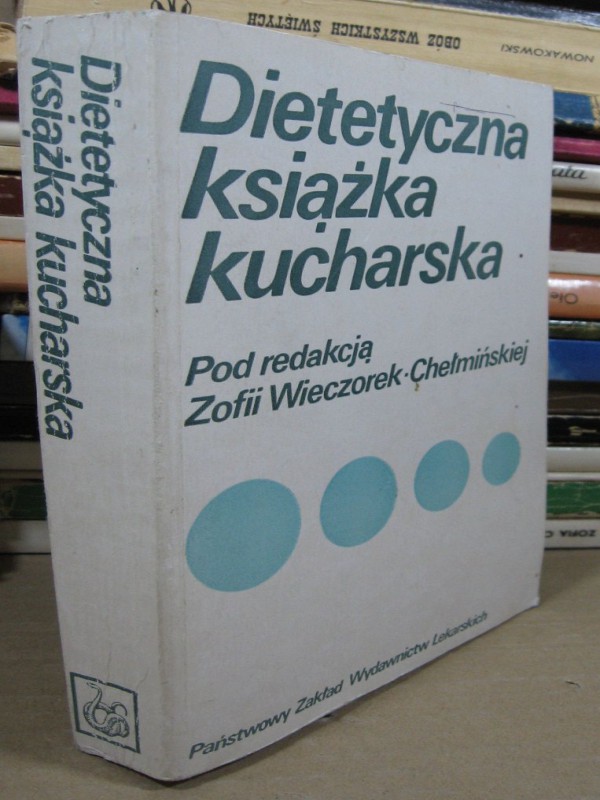 OBÓZ WSZYSTKICH ŚWIĘTYCH
NOWAKOWSKI
Dietetyczna
książka kucharska
Dietetyczna
książka
kucharska
Pod redakcją
Zofii Wieczorek-Chełmińskiej
Państwowy Zakład Wydawnictw Lekarskich
ZOFIA